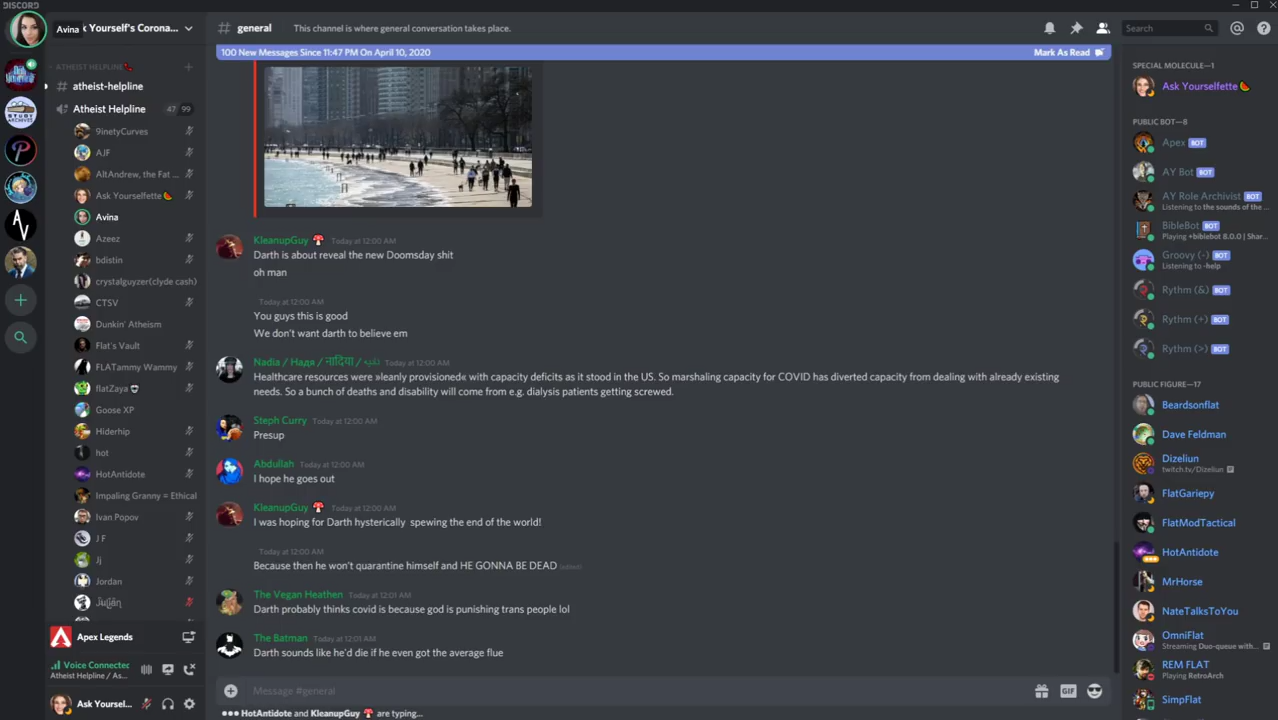 DISCORD
Avina
k Yourself's Corona...
ATHEIST HELPLINE
# atheist-helpline
Atheist Helpline 47 99
9inetyCurves
AJF
AltAndrew, the Fat ...
Ask Yourselfette 🍉
Avina
Azeez
bdistin
crystalguyzer(clyde cash)
CTSV
Dunkin' Atheism
Flat's Vault
FLATammy Wammy
flatZaya
Goose XP
Hiderhip
hot
HotAntidote
Impaling Granny = Ethical
Ivan Popov
J F
Jj
Jordan
Apex Legends
Voice Connected
Atheist Helpline / As...
Ask Yoursel...
# general This channel is where general conversation takes place.
Search
100 New Messages Since 11:47 PM On April 10, 2020 Mark As Read
KleanupGuy 🍄 Today at 12:00 AM
Darth is about reveal the new Doomsday shit
oh man
Today at 12:00 AM
You guys this is good
We don't want darth to believe em
Nadia / Надя / नादिया / Today at 12:00 AM
Healthcare resources were »leanly provisioned« with capacity deficits as it stood in the US. So marshaling capacity for COVID has diverted capacity from dealing with already existing
needs. So a bunch of deaths and disability will come from e.g. dialysis patients getting screwed.
Steph Curry Today at 12:00 AM
Presup
Abdullah Today at 12:00 AM
I hope he goes out
KleanupGuy 🍄 Today at 12:00 AM
I was hoping for Darth hysterically spewing the end of the world!
Today at 12:00 AM
Because then he won't quarantine himself and HE GONNA BE DEAD (edited)
The Vegan Heathen Today at 12:01 AM
Darth probably thinks covid is because god is punishing trans people lol
The Batman Today at 12:01 AM
Darth sounds like he'd die if he even got the average flue
Message #general
GIF
HotAntidote and KleanupGuy 🍄 are typing...
SPECIAL MOLECULE—1
Ask Yourselfette 🍉
PUBLIC BOT—8
Apex BOT
AY Bot BOT
AY Role Archivist BOT
Listening to the sounds of the ...
BibleBot BOT
Playing +biblebot 8.0.0 | Shar...
Groovy (-) BOT
Listening to -help
Rythm (&) BOT
Rythm (+) BOT
Rythm (>) BOT
PUBLIC FIGURE—17
Beardsonflat
Dave Feldman
Dizeliun
twitch.tv/Dizeliun
FlatGariepy
FlatModTactical
HotAntidote
MrHorse
NateTalksToYou
OmniFlat
Streaming Duo-queue with...
REM FLAT
Playing RetroArch
SimpFlat